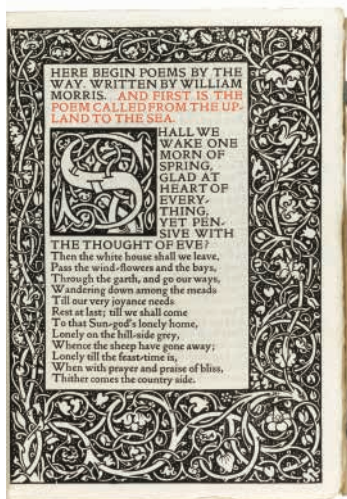 HERE BEGIN POEMS BY THE
WAY. WRITTEN BY WILLIAM
MORRIS. AND FIRST IS THE
POEM CALLED FROM THE UP-
LAND TO THE SEA.
SHALL WE
WAKE ONE
MORN OF
SPRING,
GLAD AT
HEART OF
EVERY-
THING,
YET PEN-
SIVE WITH
THE THOUGHT OF EVE?
Then the white house shall we leave,
Pass the wind-flowers and the bays,
Through the garth, and go our ways,
Wandering down among the meads
Till our very joyance needs
Rest at last; till we shall come
To that Sun-god's lonely home,
Lonely on the hill-side grey,
Whence the sheep have gone away;
Lonely till the feast-time is,
When with prayer and praise of bliss,
Thither comes the country side.